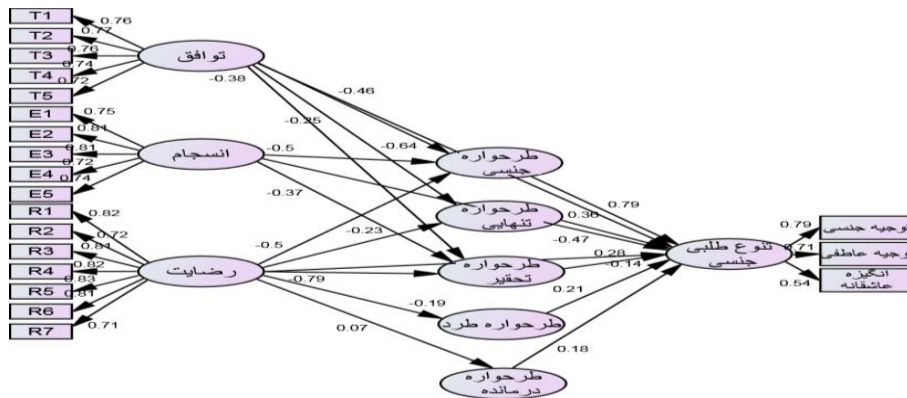 T1
T2
T3
T4
T5
E1
E2
E3
E4
E5
R1
R2
R3
R4
R5
R6
R7
0.76
0.77
0.76
0.74
0.72
0.75
0.81
0.81
0.72
0.74
0.82
0.72
0.81
0.82
0.83
0.81
0.71
توافق
انسجام
رضایت
-0.38
-0.46
-0.25
-0.64
-0.5
-0.37
-0.5
-0.23
-0.79
-0.19
0.07
طرحواره
جنسی
طرحواره
تنهایی
طرحواره
تحقیر
طرحواره طرد
طرحواره
درمانده
0.79
0.36
-0.47
0.28
-0.14
0.21
0.18
تنوع طلبی
جنسی
0.79
0.71
0.54
توجیه جنسی
توجیه عاطفی
انگیزه
عاشقانه